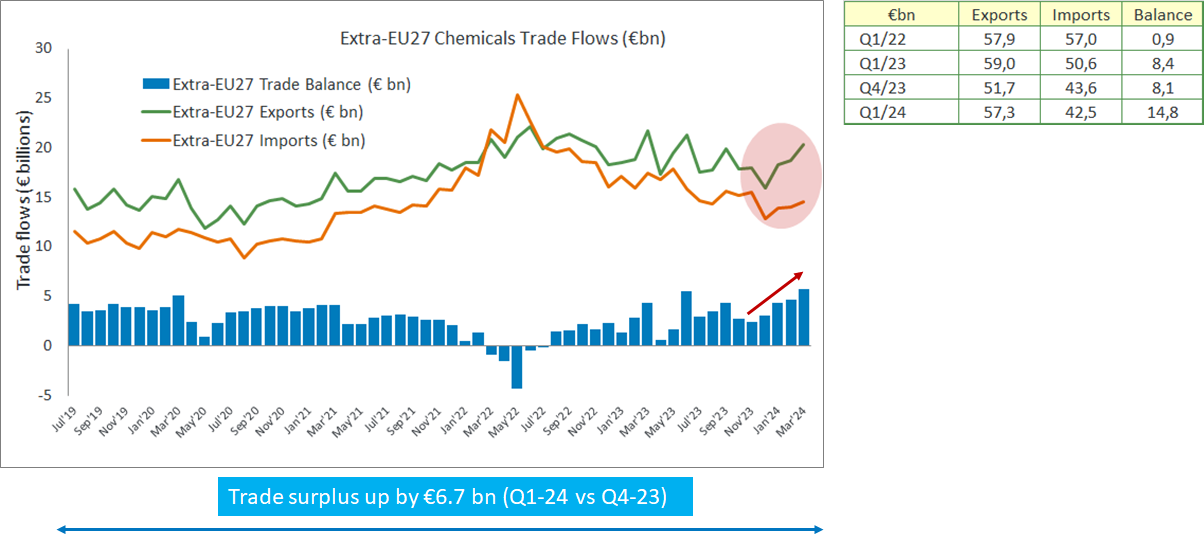 Extra-EU27 Chemicals Trade Flows (€bn)
Extra-EU27 Trade Balance (€ bn)
Extra-EU27 Exports (€ bn)
Extra-EU27 Imports (€ bn)
Trade flows (€ billions)
30
25
20
15
10
5
0
-5
Jul'19
Sep'19
Nov'19
Jan'20
Mar'20
May'20
Jul'20
Sep'20
Nov'20
Jan'21
Mar'21
May'21
Jul'21
Sep'21
Nov'21
Jan'22
Mar'22
May'22
Jul'22
Sep'22
Nov'22
Jan'23
Mar'23
May'23
Jul'23
Sep'23
Nov'23
Jan'24
Mar'24
€bn Exports Imports Balance
Q1/22 57,9 57,0 0,9
Q1/23 59,0 50,6 8,4
Q4/23 51,7 43,6 8,1
Q1/24 57,3 42,5 14,8
Trade surplus up by €6.7 bn (Q1-24 vs Q4-23)